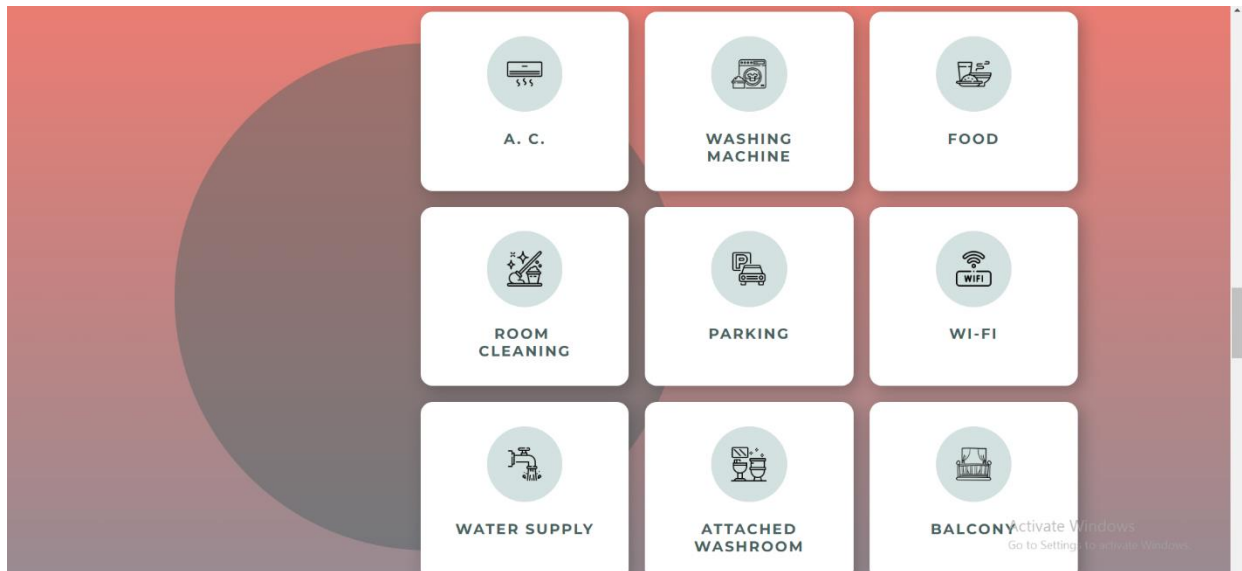 A. C.
WASHING
MACHINE
FOOD
ROOM
CLEANING
P
PARKING
WIFI
WI-FI
WATER SUPPLY
ATTACHED
WASHROOM
BALCONY
Activate Windows
Go to Settings to activate Windows.